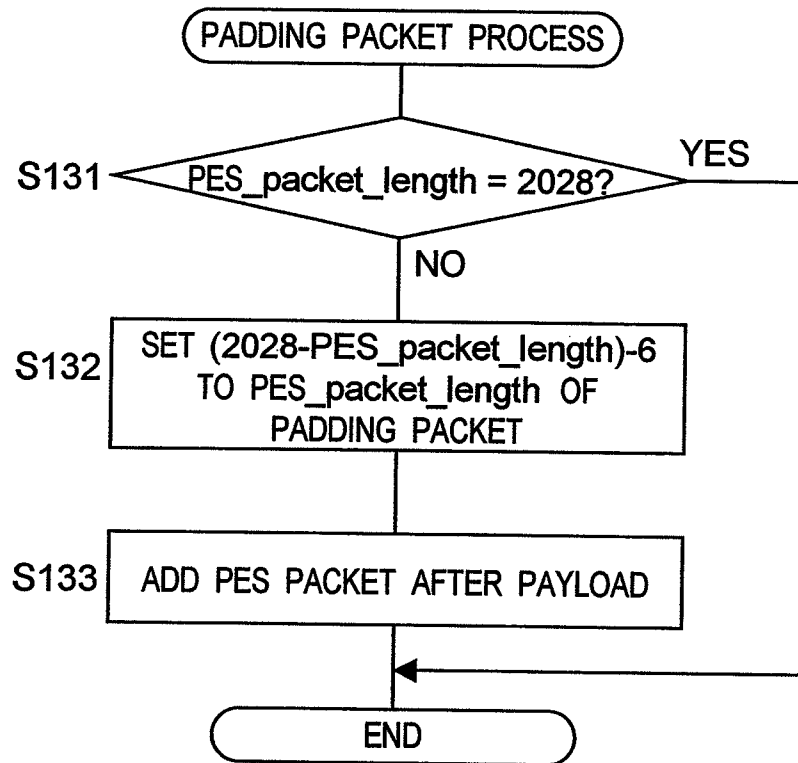 PADDING PACKET PROCESS
S131
PES_packet_length = 2028?
YES
NO
S132
SET (2028-PES_packet_length)-6
TO PES_packet_length OF
PADDING PACKET
S133
ADD PES PACKET AFTER PAYLOAD
END